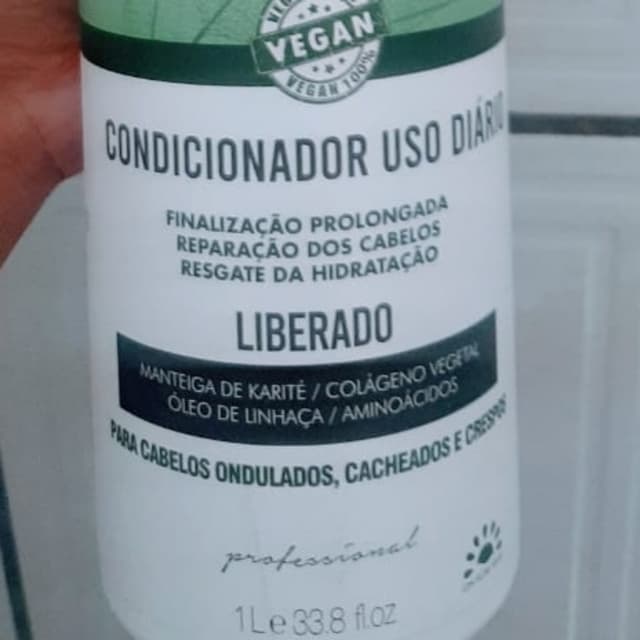 VEGAN
VEGAN 100%
CONDICIONADOR USO DIÁRIO
FINALIZAÇÃO PROLONGADA
REPARAÇÃO DOS CABELOS
RESGATE DA HIDRATAÇÃO
LIBERADO
MANTEIGA DE KARITÉ / COLÁGENO VEGETAL
ÓLEO DE LINHAÇA / AMINOÁCIDOS
PARA CABELOS ONDULADOS, CACHEADOS E CRESPOS
professional
1 L e 33.8 fl.oz